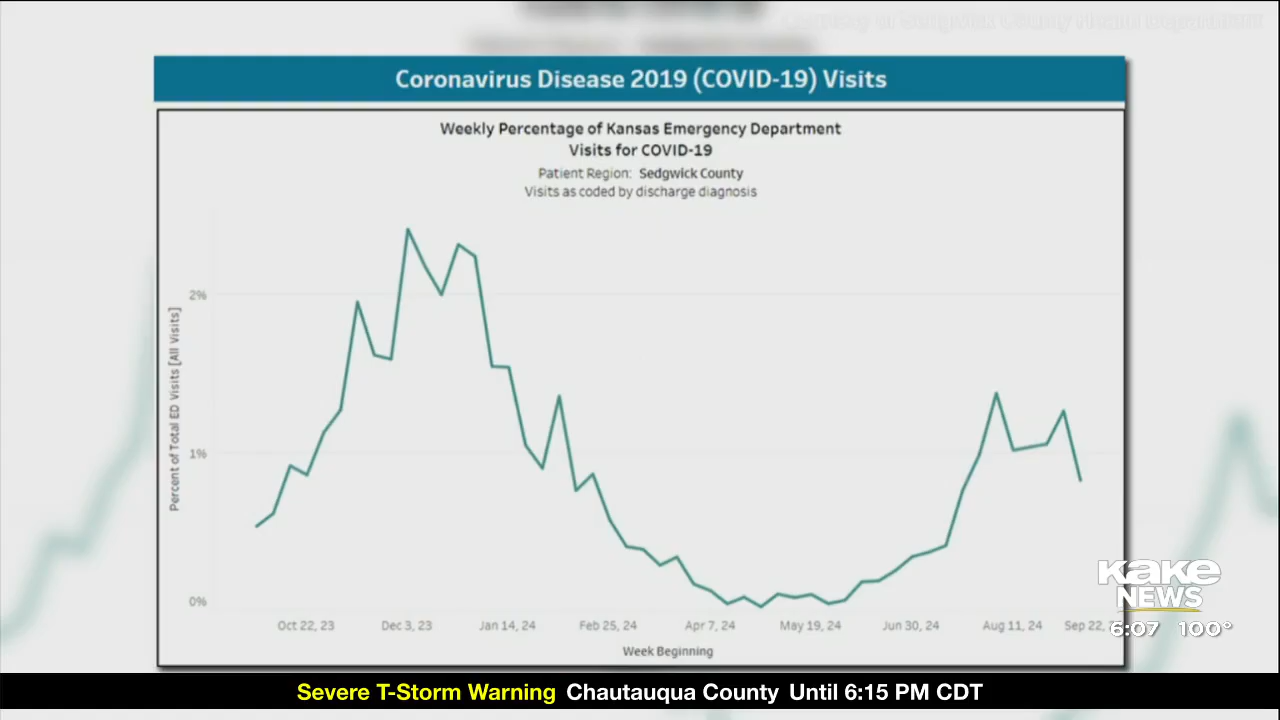 Coronavirus Disease 2019 (COVID-19) Visits
Weekly Percentage of Kansas Emergency Department
Visits for COVID-19
Patient Region: Sedgwick County
Visits as coded by discharge diagnosis
Percent of Total ED Visits [All Visits]
2%
1%
0%
Oct 22, 23
Dec 3, 23
Jan 14, 24
Feb 25, 24
Apr 7, 24
May 19, 24
Jun 30, 24
Aug 11, 24
Sep 22,
Week Beginning
kake
NEWS
6:07 100°
Severe T-Storm Warning Chautauqua County Until 6:15 PM CDT